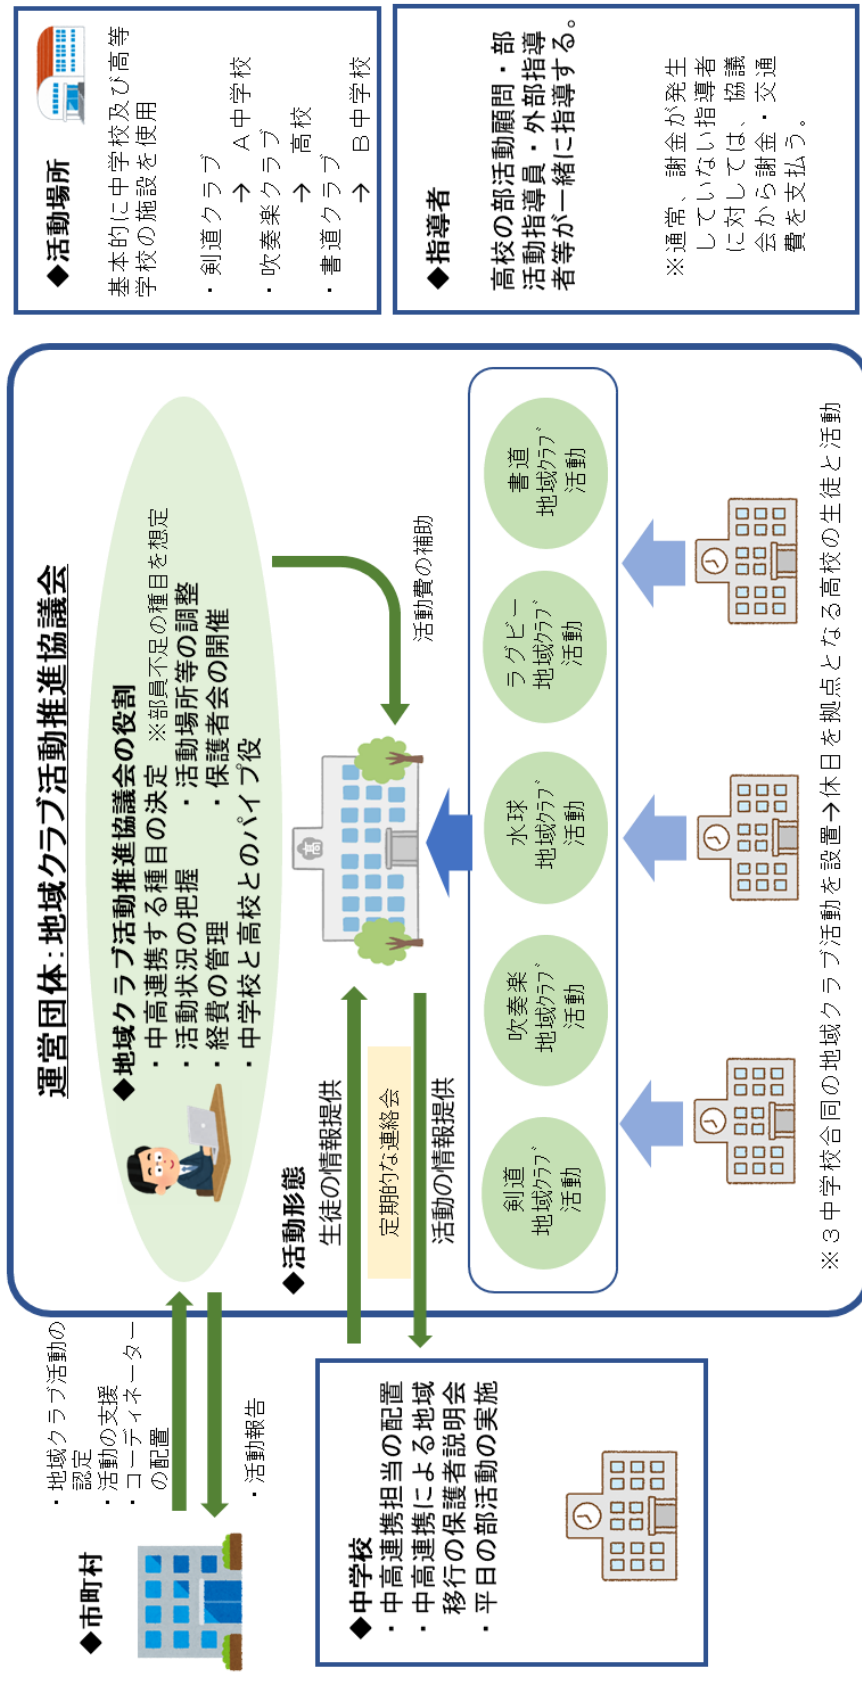 運営団体：地域クラブ活動推進協議会
◆地域クラブ活動推進協議会の役割
・中高連携する種目の決定　※部員不足の種目を想定
・活動状況の把握　　・活動場所等の調整
・経費の管理　　　　・保護者会の開催
・中学校と高校とのパイプ役
◆市町村
・地域クラブ活動の
認定
・活動の支援
・コーディネーター
の配置
・活動報告
◆活動形態
生徒の情報提供
定期的な連絡会
活動の情報提供
高
活動費の補助
◆中学校
・中高連携担当の配置
・中高連携による地域
移行の保護者説明会
・平日の部活動の実施
剣道
地域ｸﾗﾌﾞ
活動
吹奏楽
地域ｸﾗﾌﾞ
活動
水球
地域ｸﾗﾌﾞ
活動
ラグビー
地域ｸﾗﾌﾞ
活動
書道
地域ｸﾗﾌﾞ
活動
※３中学校合同の地域クラブ活動を設置→休日を拠点となる高校の生徒と活動
◆活動場所
基本的に中学校及び高等
学校の施設を使用
・剣道クラブ
→　Ａ中学校
・吹奏楽クラブ
→　高校
・書道クラブ
→　Ｂ中学校
◆指導者
高校の部活動顧問・部
活動指導員・外部指導
者等が一緒に指導する。
※通常、謝金が発生
していない指導者
に対しては、協議
会から謝金・交通
費を支払う。